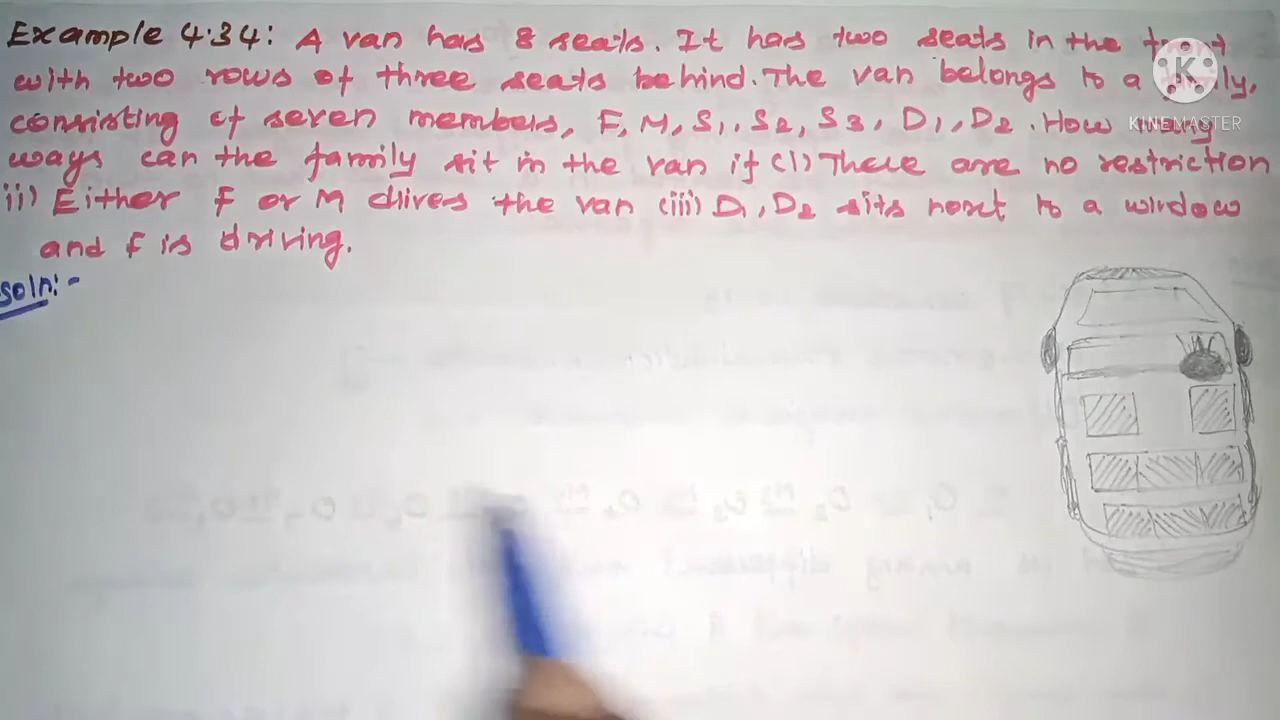 Example 4.34: A van has 8 seats. It has two seats in the front
with two rows of three seats behind. The van belongs to a
consisting of seven members, F, M, S1, S2, S3, D1, D2. How
ways can the family sit in the van if (i) There are no restriction
ii) Either F or M drives the van (iii) D1, D2 sits next to a window
and F is driving.
Soln:-
K
KINEMASTER